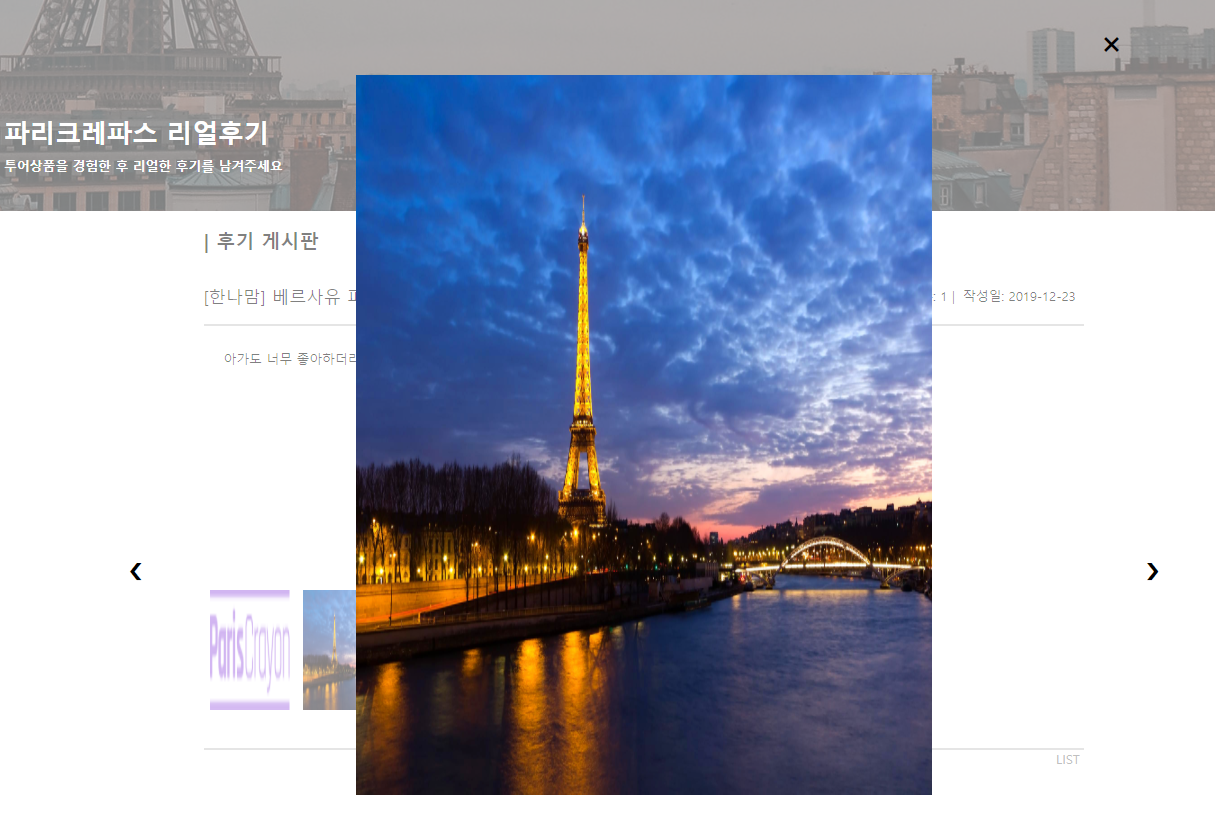 파리크레파스 리얼후기
투어상품을 경험한 후 리얼한 후기를 남겨주세요
| 후기 게시판
[한나맘] 베르사유
: 1 | 작성일: 2019-12-23
아가도 너무 좋아하더라
ParisCrayon
LIST